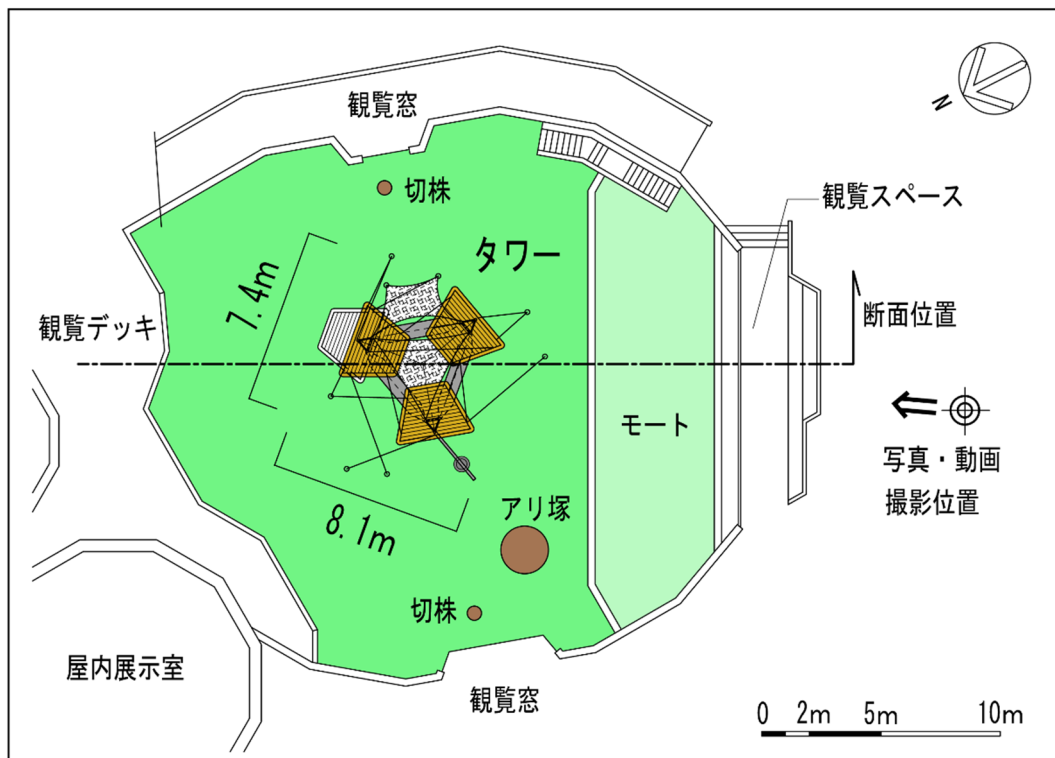 観覧窓
N
切株
観覧スペース
タワー
7.4m
観覧デッキ
断面位置
モート
写真・動画
撮影位置
アリ塚
8.1m
切株
屋内展示室
観覧窓
0 2m 5m 10m